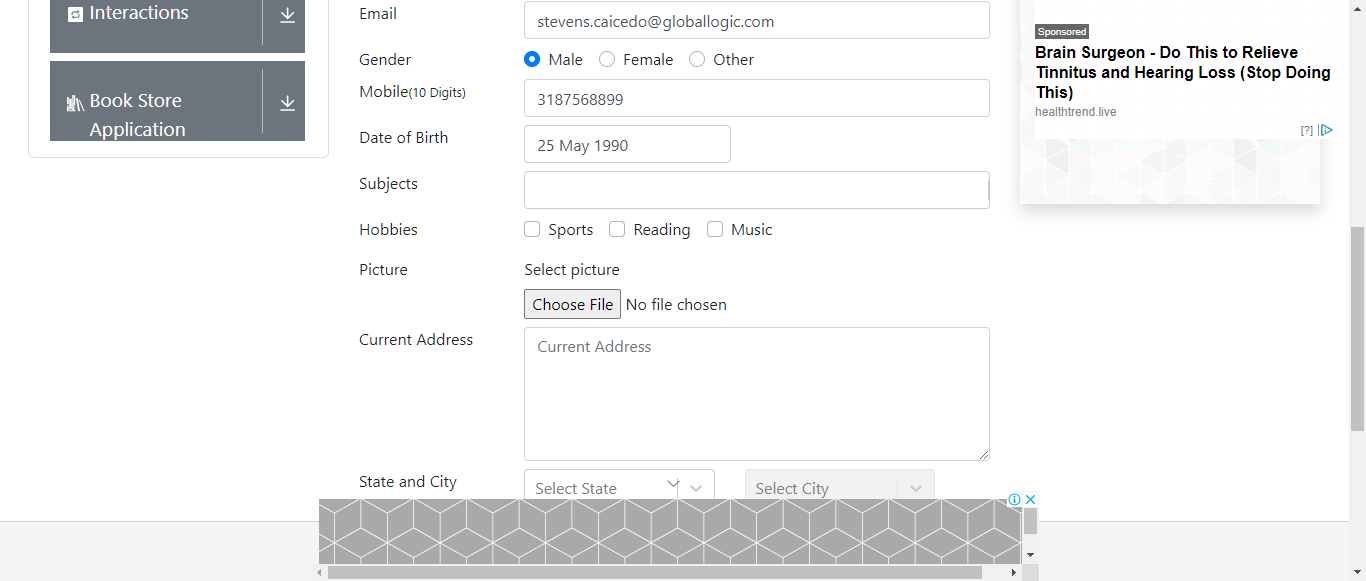 Interactions
Book Store
Application
Email
stevens.caicedo@globallogic.com
Gender
Male Female Other
Mobile(10 Digits)
3187568899
Date of Birth
25 May 1990
Subjects
Hobbies
Sports Reading Music
Picture
Select picture
Choose File No file chosen
Current Address
Current Address
State and City
Select State
Select City
Sponsored
Brain Surgeon - Do This to Relieve
Tinnitus and Hearing Loss (Stop Doing
This)
healthtrend.live
[?]